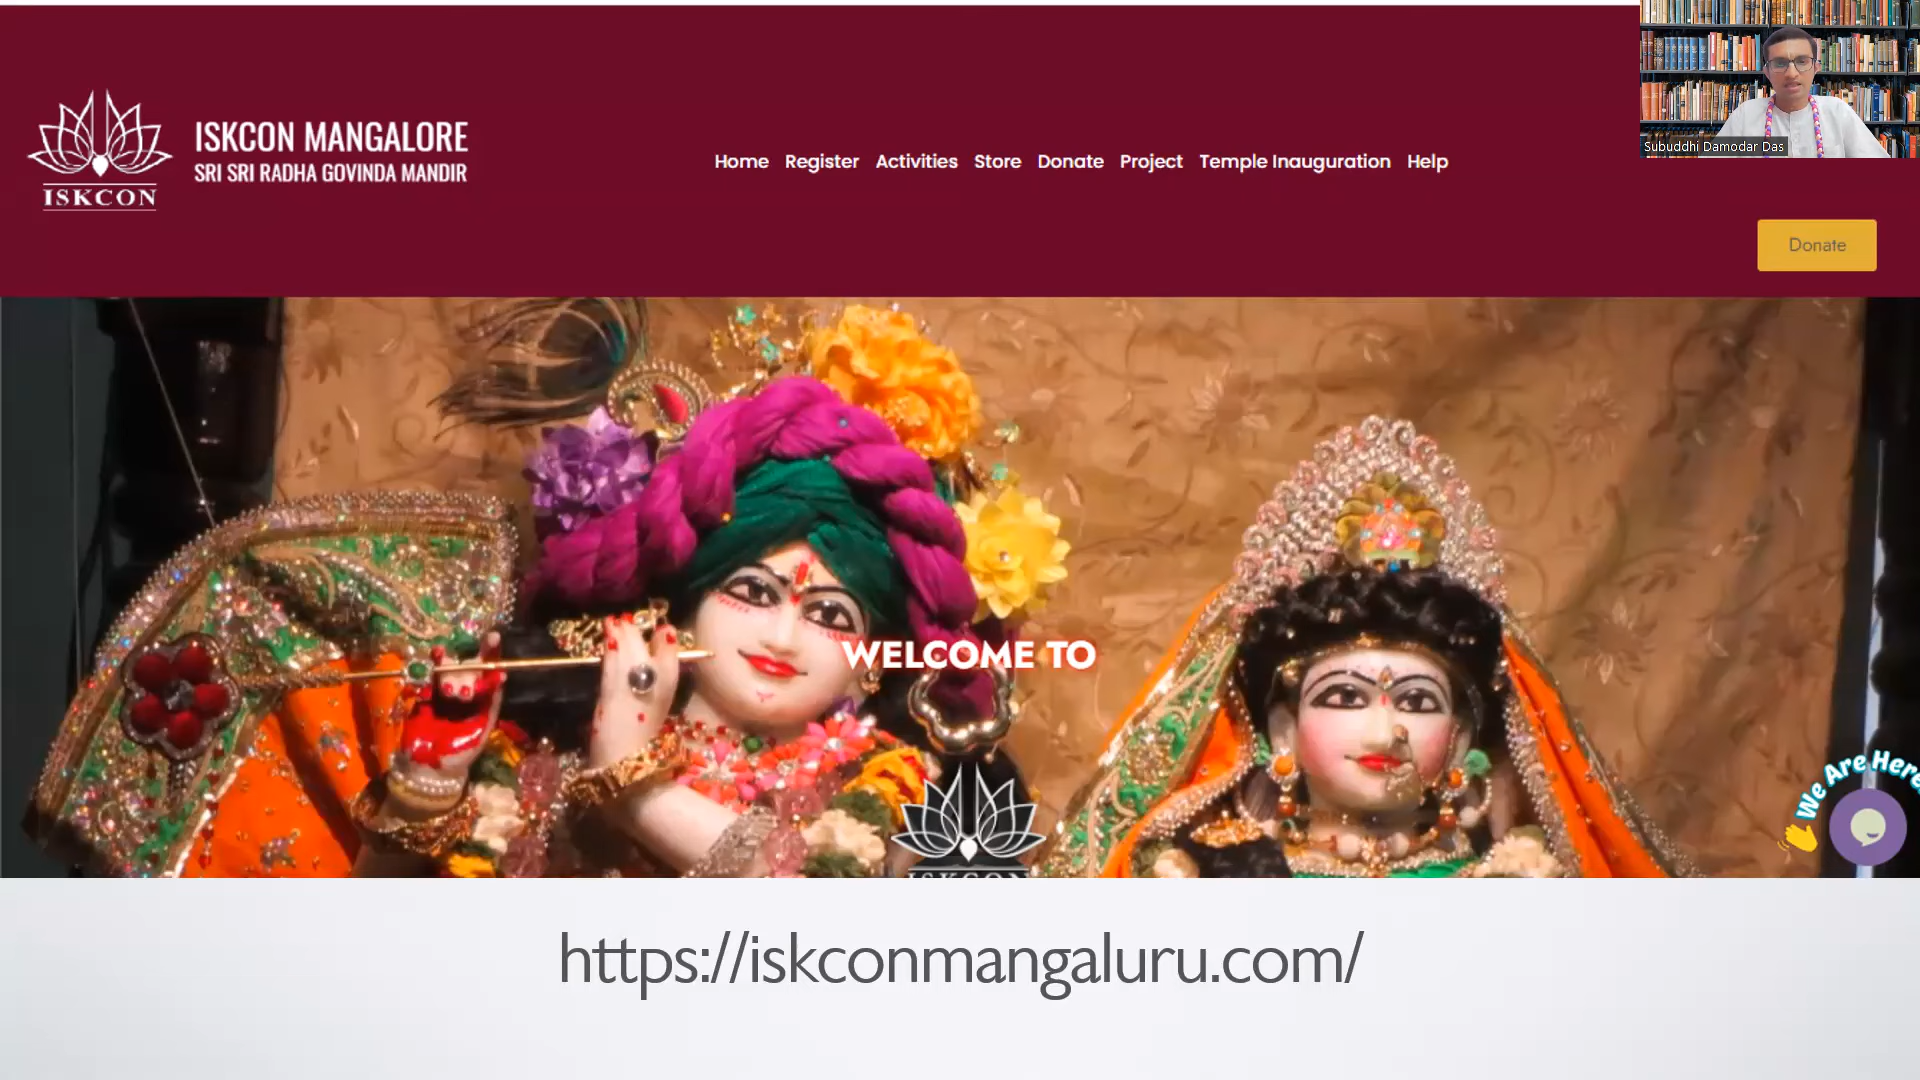 ISKCON MANGALORE
SRI SRI RADHA GOVINDA MANDIR
ISKCON
Home Register Activities Store Donate Project Temple Inauguration Help
Subuddhi Damodar Das
Donate
WELCOME TO
We Are Here
ISKCON
https://iskconmangaluru.com/